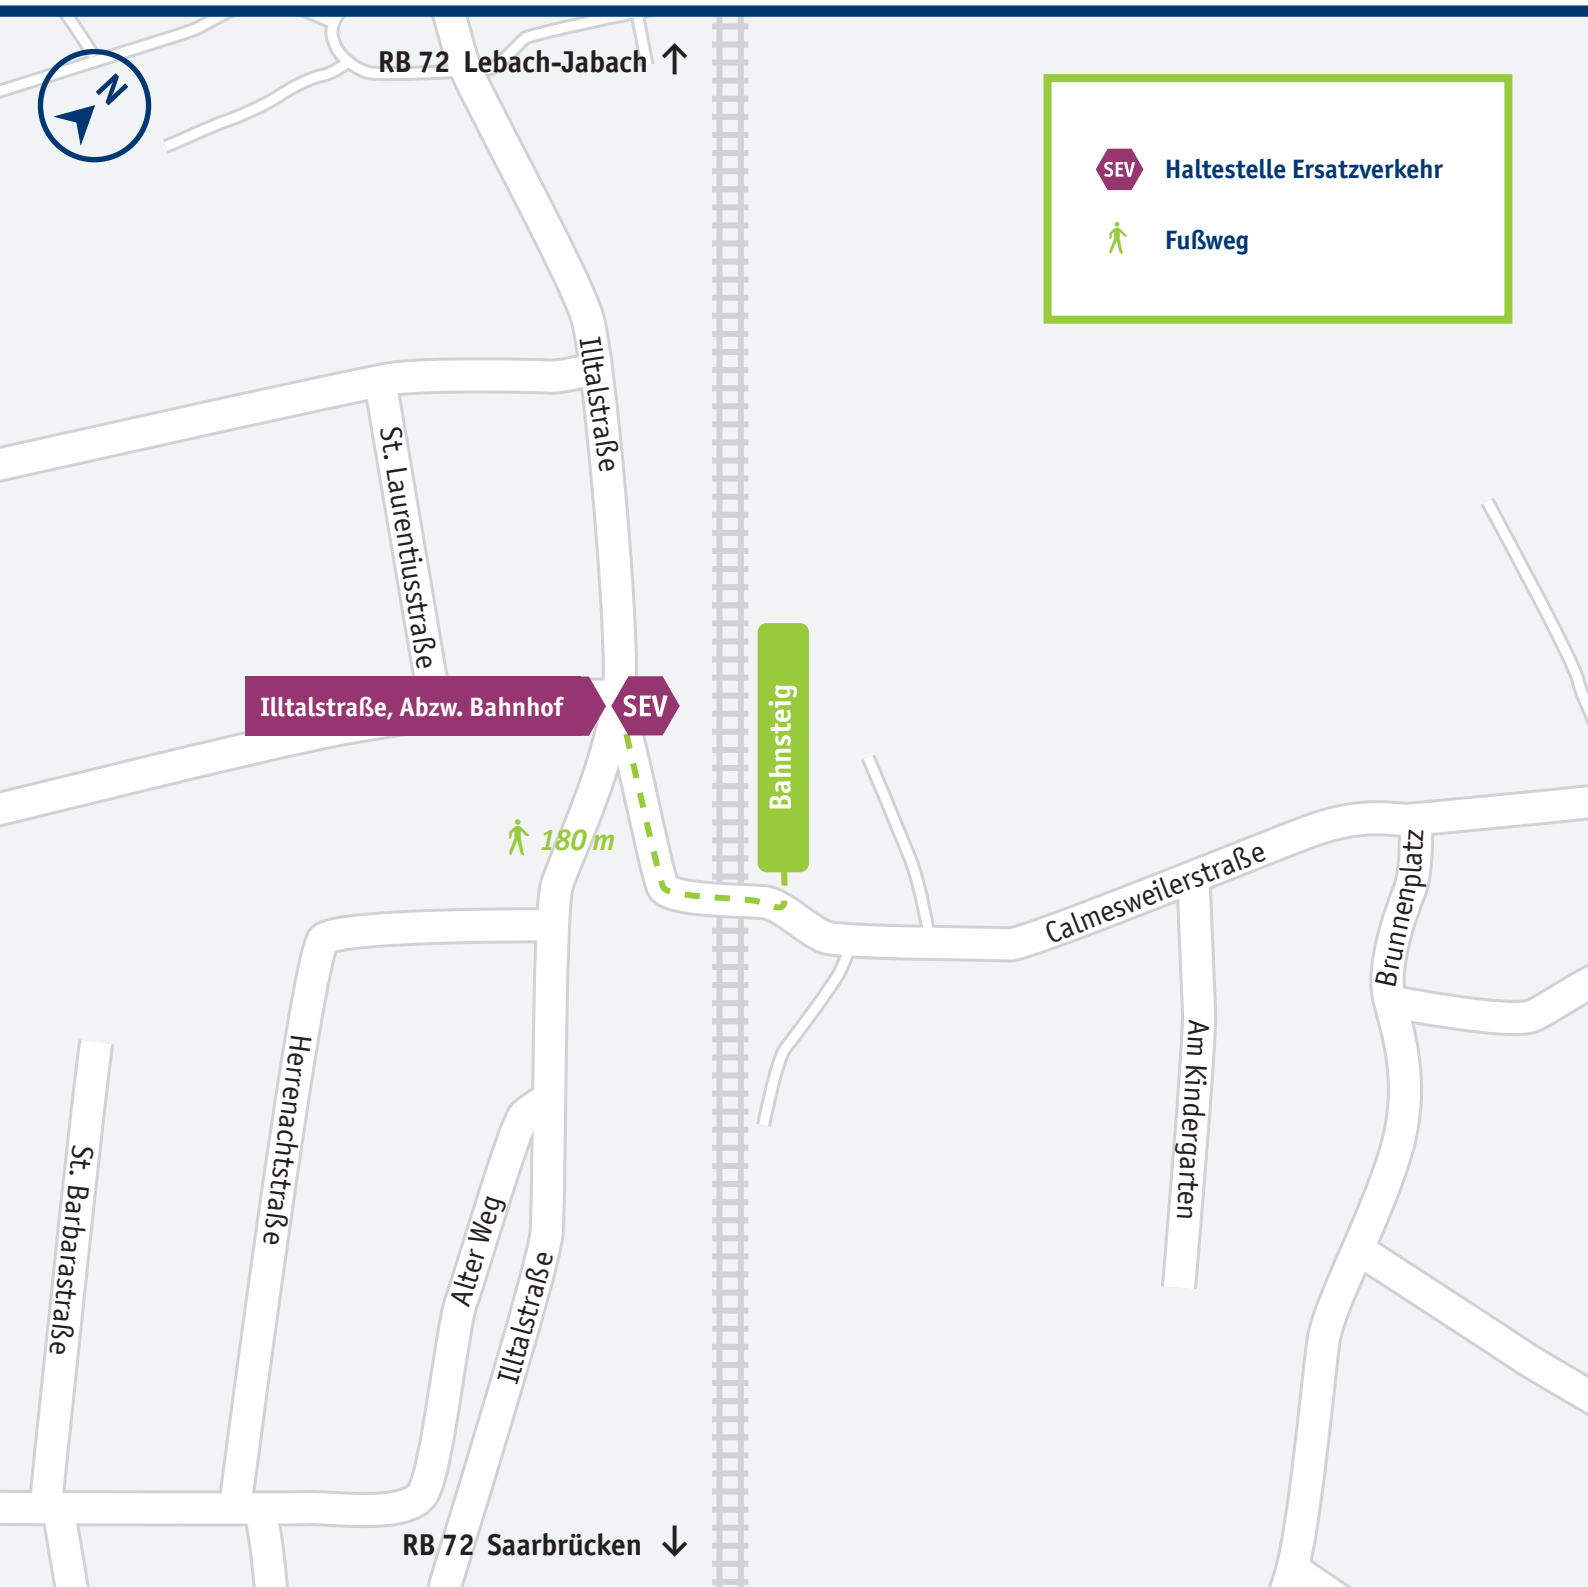 RB 72 Lebach-Jabach ↑
N
SEV Haltestelle Ersatzverkehr
Fußweg
Illtalstraße
St. Laurentiusstraße
Illtalstraße, Abzw. Bahnhof
SEV
Bahnsteig
180 m
Calmesweilerstraße
Brunnenplatz
Am Kindergarten
Herrenachtstraße
St. Barbarastraße
Alter Weg
Illtalstraße
RB 72 Saarbrücken ↓